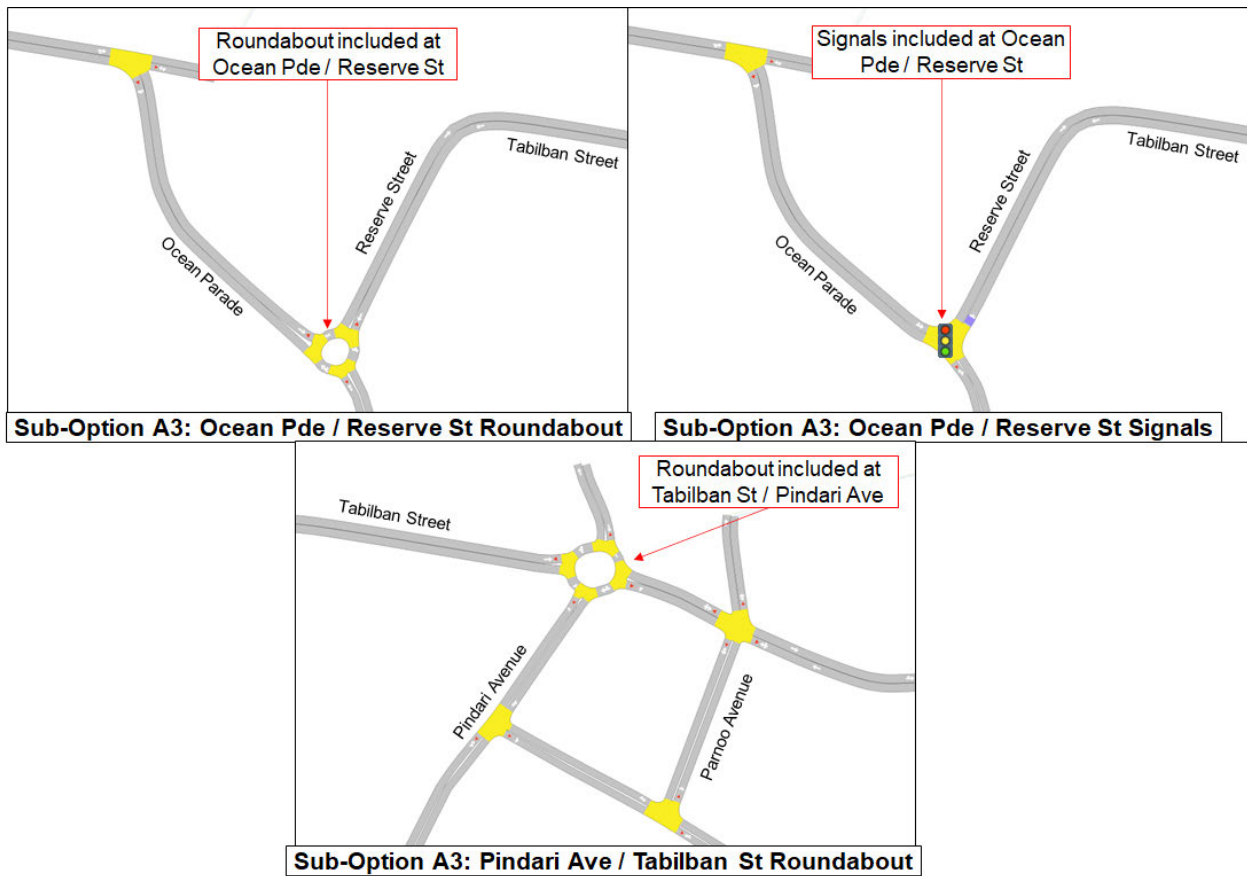 Roundabout included at
Ocean Pde / Reserve St
Tabilban Street
Reserve Street
Ocean Parade
Sub-Option A3: Ocean Pde / Reserve St Roundabout
Signals included at Ocean
Pde / Reserve St
Tabilban Street
Reserve Street
Ocean Parade
Sub-Option A3: Ocean Pde / Reserve St Signals
Roundabout included at
Tabilban St / Pindari Ave
Tabilban Street
Pindari Avenue
Parnoo Avenue
Sub-Option A3: Pindari Ave / Tabilban St Roundabout